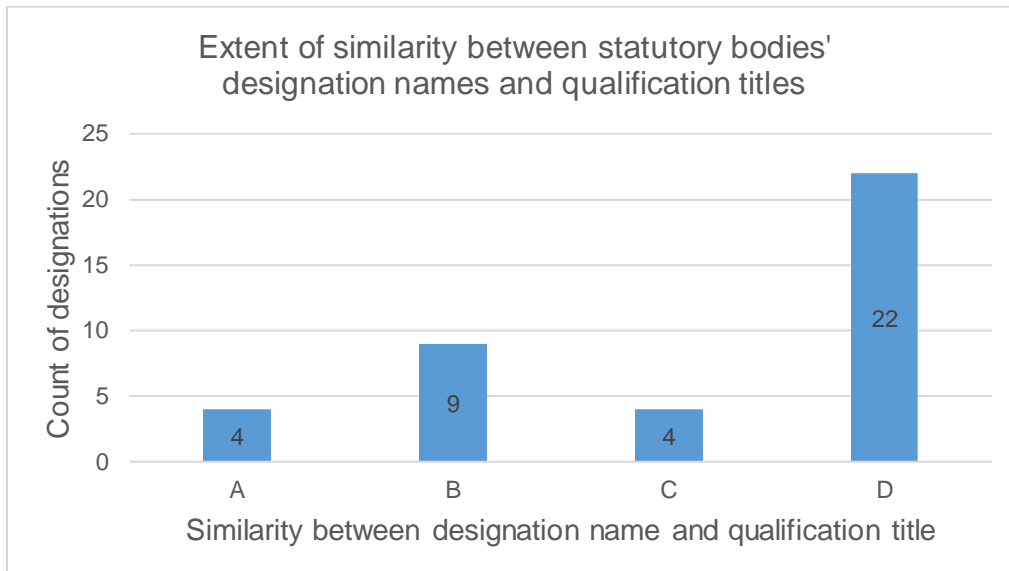 Extent of similarity between statutory bodies'
designation names and qualification titles
25
20
15
10
5
0
Count of designations
4
9
4
22
A
B
C
D
Similarity between designation name and qualification title